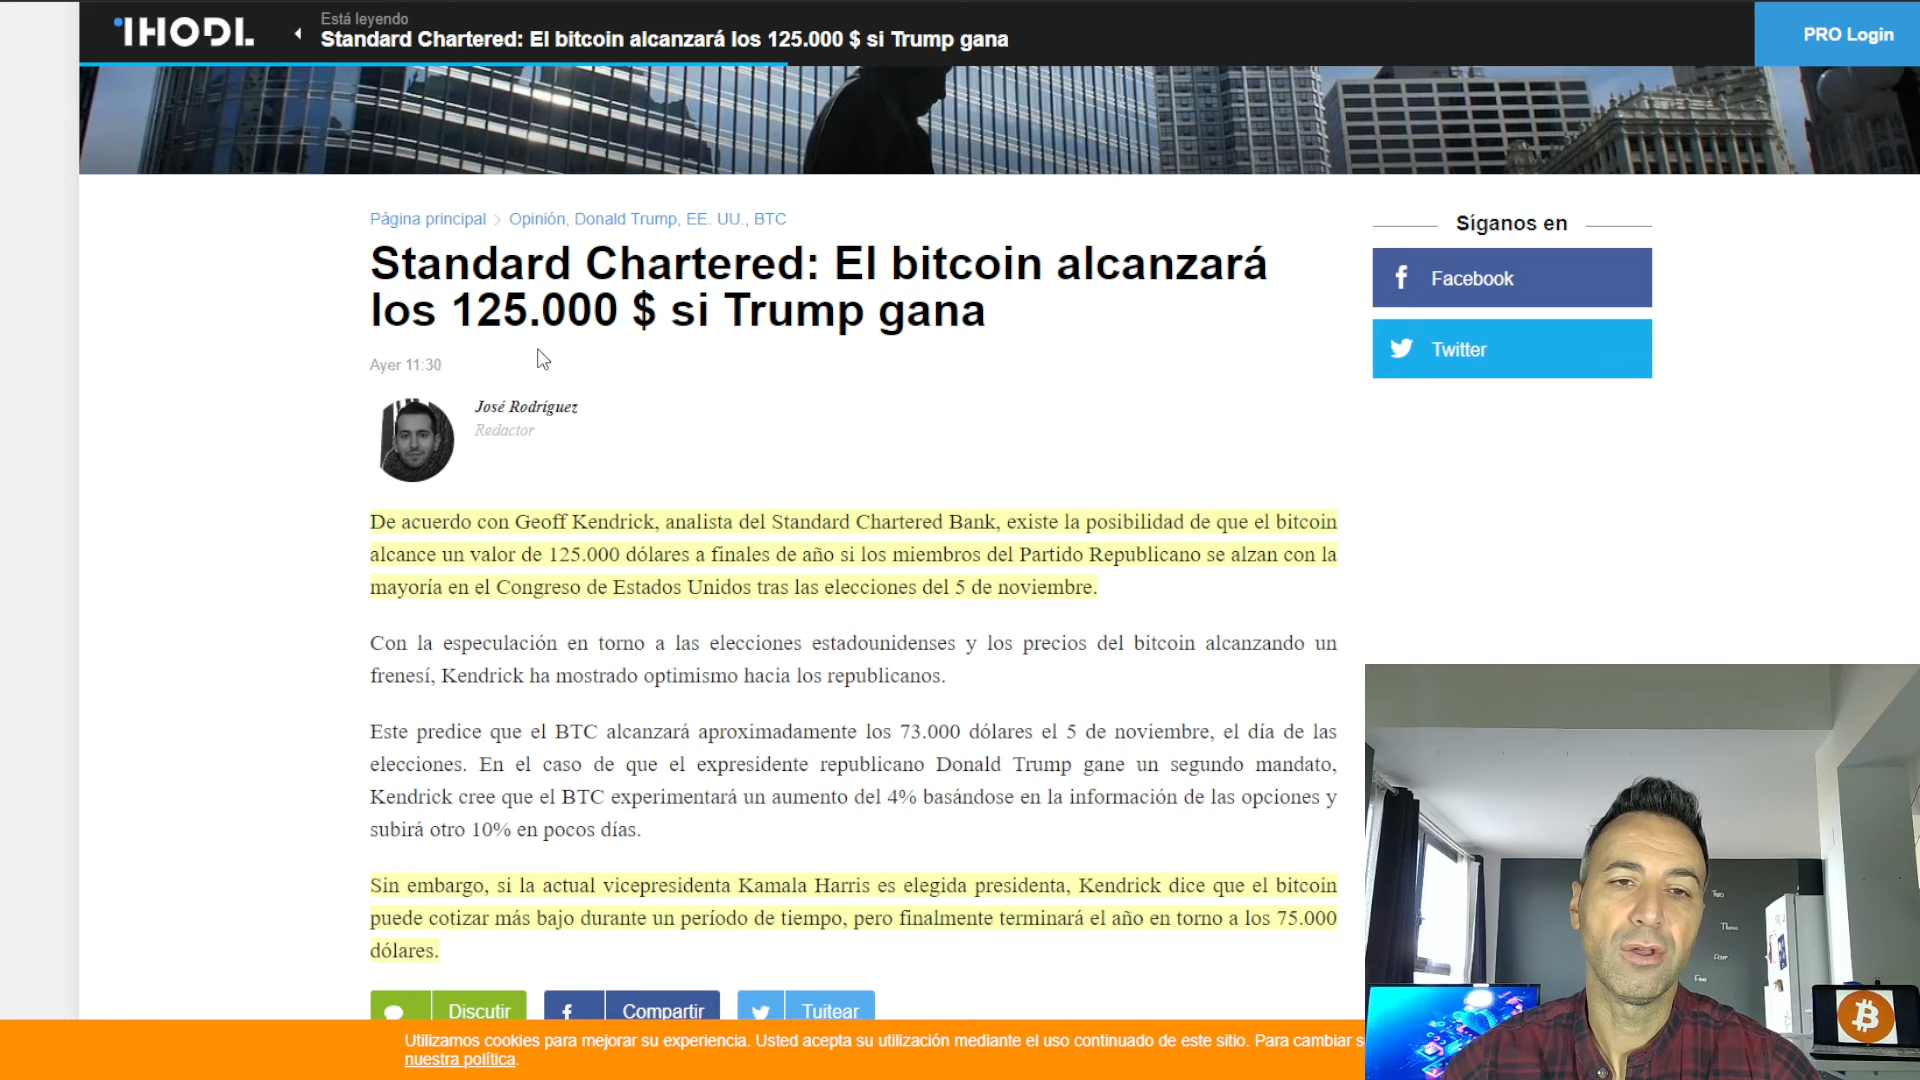 IHODL
Está leyendo
Standard Chartered: El bitcoin alcanzará los 125.000 $ si Trump gana
PRO Login
Página principal > Opinión, Donald Trump, EE. UU., BTC
Standard Chartered: El bitcoin alcanzará
los 125.000 $ si Trump gana
Ayer 11:30
José Rodríguez
Redactor
De acuerdo con Geoff Kendrick, analista del Standard Chartered Bank, existe la posibilidad de que el bitcoin
alcance un valor de 125.000 dólares a finales de año si los miembros del Partido Republicano se alzan con la
mayoría en el Congreso de Estados Unidos tras las elecciones del 5 de noviembre.
Con la especulación en torno a las elecciones estadounidenses y los precios del bitcoin alcanzando un
frenesí, Kendrick ha mostrado optimismo hacia los republicanos.
Este predice que el BTC alcanzará aproximadamente los 73.000 dólares el 5 de noviembre, el día de las
elecciones. En el caso de que el expresidente republicano Donald Trump gane un segundo mandato,
Kendrick cree que el BTC experimentará un aumento del 4% basándose en la información de las opciones y
subirá otro 10% en pocos días.
Sin embargo, si la actual vicepresidenta Kamala Harris es elegida presidenta, Kendrick dice que el bitcoin
puede cotizar más bajo durante un período de tiempo, pero finalmente terminará el año en torno a los 75.000
dólares.
Discutir
Compartir
Tuitear
Síganos en
Facebook
Twitter
Utilizamos cookies para mejorar su experiencia. Usted acepta su utilización mediante el uso continuado de este sitio. Para cambiar s
nuestra política.